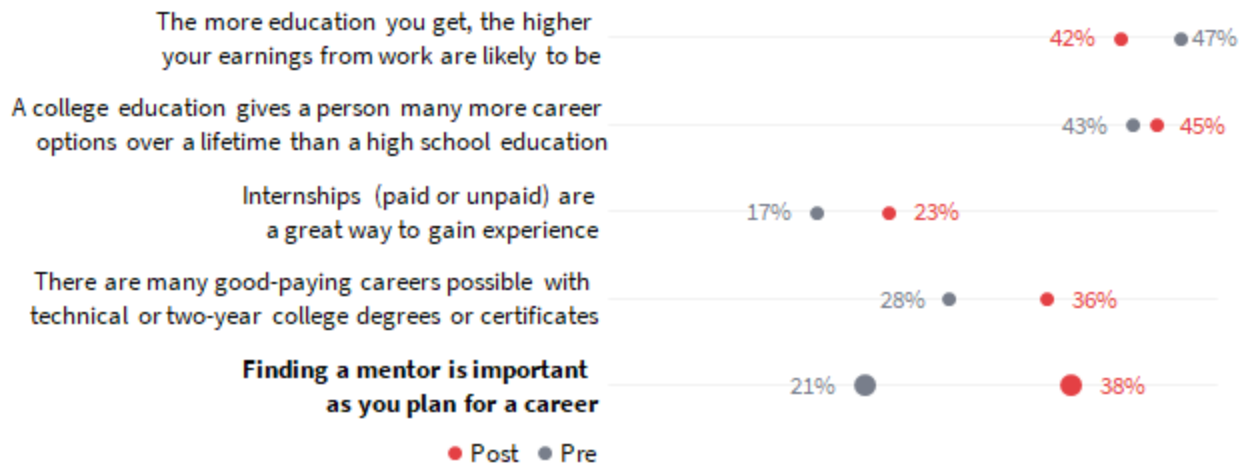 The more education you get, the higher
your earnings from work are likely to be
42% 47%
A college education gives a person many more career
options over a lifetime than a high school education
43% 45%
Internships (paid or unpaid) are
a great way to gain experience
17% 23%
There are many good-paying careers possible with
technical or two-year college degrees or certificates
28% 36%
Finding a mentor is important
as you plan for a career
21% 38%
Post Pre